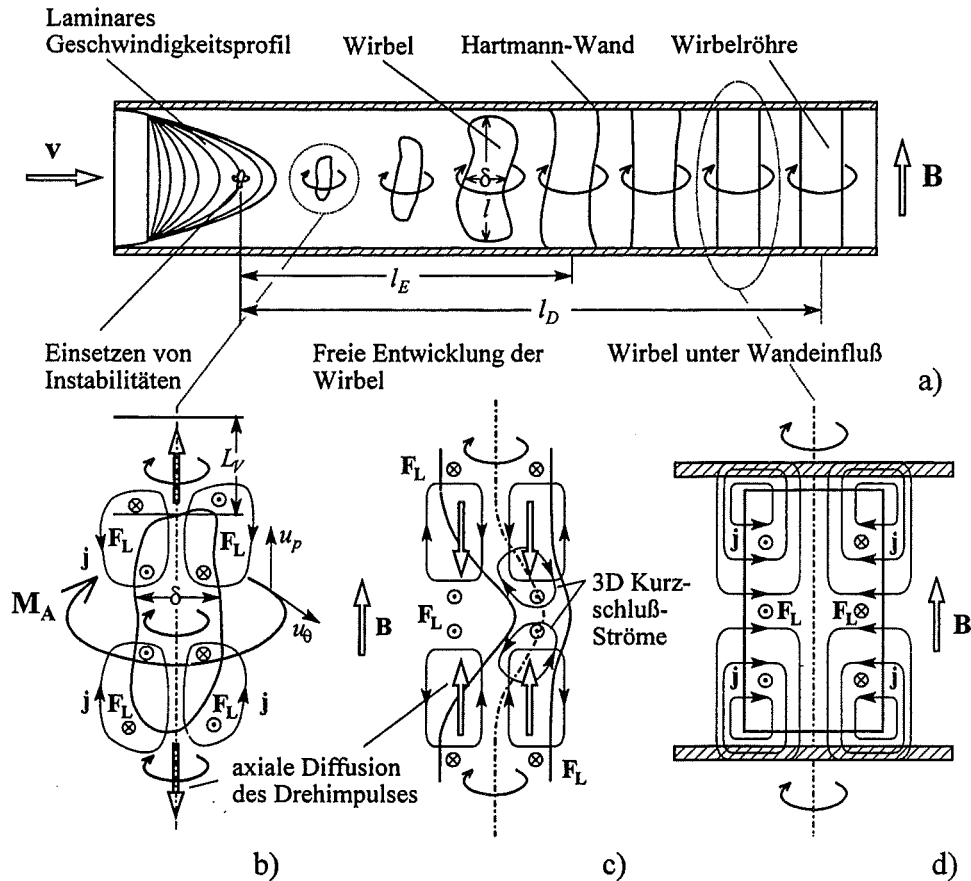 Laminares
Geschwindigkeitsprofil
Wirbel
Hartmann-Wand
Wirbelröhre
v
δ
l
B
l_E
l_D
Einsetzen von
Instabilitäten
Freie Entwicklung der
Wirbel
Wirbel unter Wandeinfluß
a)
L_V
F_L
F_L
j
u_p
M_A
δ
u_θ
j
F_L
F_L
j
axiale Diffusion
des Drehimpulses
b)
F_L
B
F_L
3D Kurz-
schluß-
Ströme
F_L
c)
j
j
F_L
F_L
B
j
j
d)